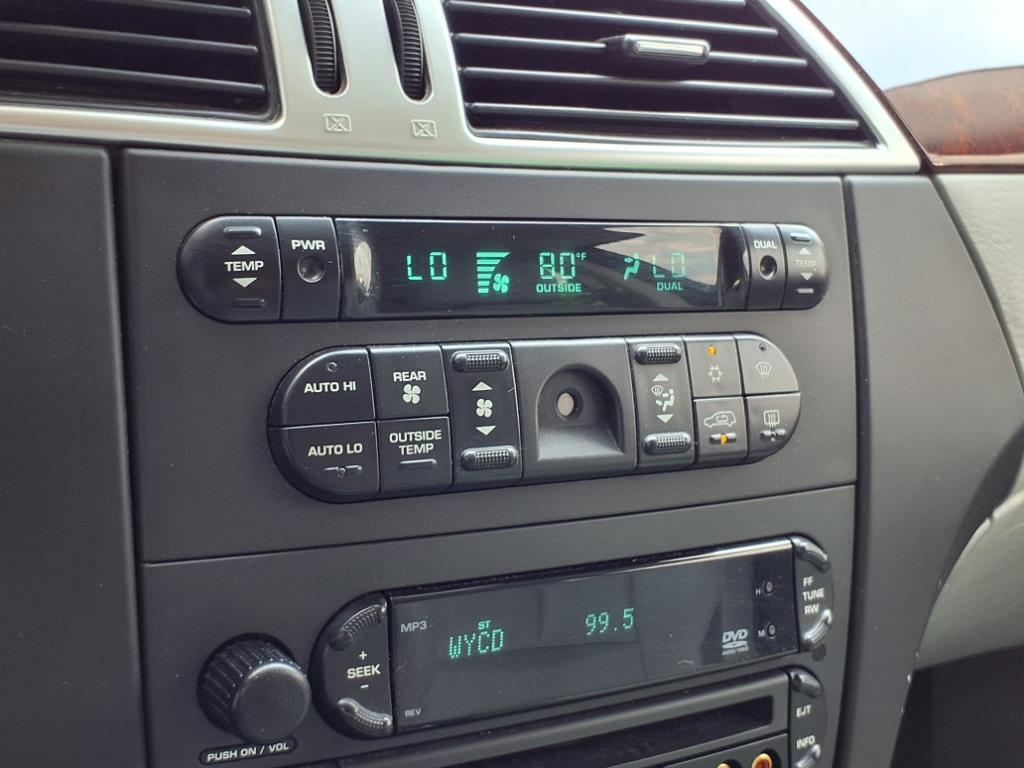 TEMP
PWR
LO
80°F
OUTSIDE
LO
DUAL
DUAL
TEMP
AUTO HI
REAR
AUTO LO
OUTSIDE
TEMP
MP3
ST
WYCD
99.5
H
M
DVD
REV
+
SEEK
-
FF
TUNE
RW
EJT
INFO
PUSH ON / VOL